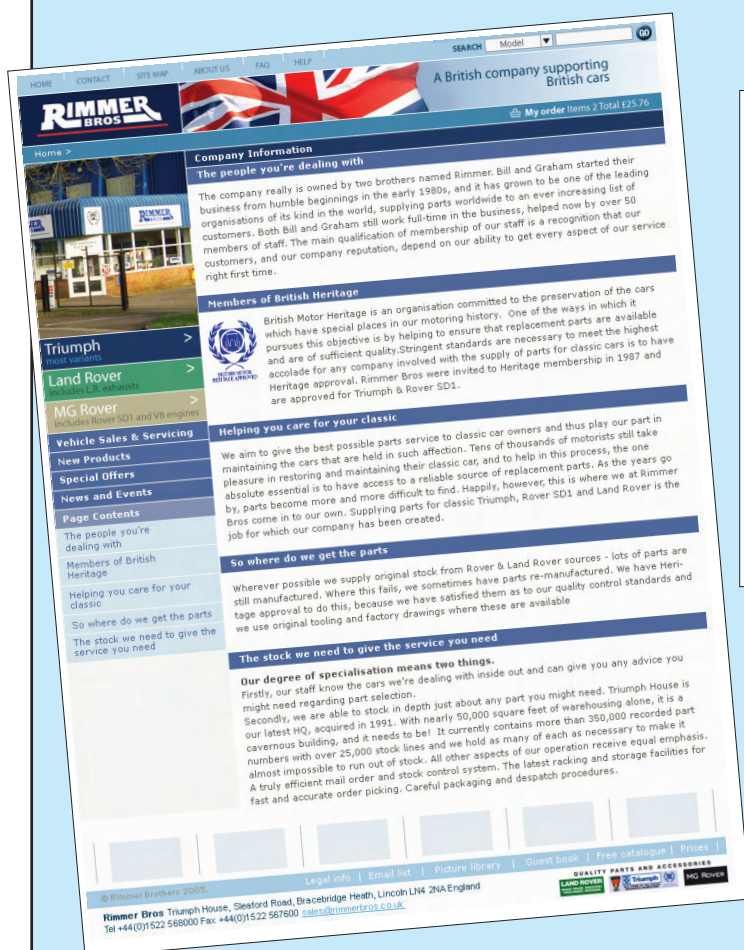 HOME CONTACT SITE MAP ABOUT US FAQ HELP
SEARCH Model GO
RIMMER
BROS
A British company supporting
British cars
My order Items 2 Total £25.76
Home >
RIMMER
Triumph >
most variants
Land Rover >
includes L.R. exhausts
MG Rover >
includes Rover SD1 and V8 engines
Vehicle Sales & Servicing
New Products
Special Offers
News and Events
Page Contents
The people you're
dealing with
Members of British
Heritage
Helping you care for your
classic
So where do we get the parts
The stock we need to give the
service you need
Company Information
The people you're dealing with
The company really is owned by two brothers named Rimmer. Bill and Graham started their
business from humble beginnings in the early 1980s, and it has grown to be one of the leading
organisations of its kind in the world, supplying parts worldwide to an ever increasing list of
customers. Both Bill and Graham still work full-time in the business, helped now by over 50
members of staff. The main qualification of membership of our staff is a recognition that our
customers, and our company reputation, depend on our ability to get every aspect of our service
right first time.
Members of British Heritage
BRITISH MOTOR
HERITAGE APPROVED
British Motor Heritage is an organisation committed to the preservation of the cars
which have special places in our motoring history. One of the ways in which it
pursues this objective is by helping to ensure that replacement parts are available
and are of sufficient quality.Stringent standards are necessary to meet the highest
accolade for any company involved with the supply of parts for classic cars is to have
Heritage approval. Rimmer Bros were invited to Heritage membership in 1987 and
are approved for Triumph & Rover SD1.
Helping you care for your classic
We aim to give the best possible parts service to classic car owners and thus play our part in
maintaining the cars that are held in such affection. Tens of thousands of motorists still take
pleasure in restoring and maintaining their classic car, and to help in this process, the one
absolute essential is to have access to a reliable source of replacement parts. As the years go
by, parts become more and more difficult to find. Happily, however, this is where we at Rimmer
Bros come in to our own. Supplying parts for classic Triumph, Rover SD1 and Land Rover is the
job for which our company has been created.
So where do we get the parts
Wherever possible we supply original stock from Rover & Land Rover sources - lots of parts are
still manufactured. Where this fails, we sometimes have parts re-manufactured. We have Heri-
tage approval to do this, because we have satisfied them as to our quality control standards and
we use original tooling and factory drawings where these are available
The stock we need to give the service you need
Our degree of specialisation means two things.
Firstly, our staff know the cars we're dealing with inside out and can give you any advice you
might need regarding part selection.
Secondly, we are able to stock in depth just about any part you might need. Triumph House is
our latest HQ, acquired in 1991. With nearly 50,000 square feet of warehousing alone, it is a
cavernous building, and it needs to be! It currently contains more than 350,000 recorded part
numbers with over 25,000 stock lines and we hold as many of each as necessary to make it
almost impossible to run out of stock. All other aspects of our operation receive equal emphasis.
A truly efficient mail order and stock control system. The latest racking and storage facilities for
fast and accurate order picking. Careful packaging and despatch procedures.
© Rimmer Brothers 2005. Legal info | Email list | Picture library | Guest book | Free catalogue | Prices |
Rimmer Bros Triumph House, Sleaford Road, Bracebridge Heath, Lincoln LN4 2NA England
Tel +44(0)1522 568000 Fax +44(0)1522 567600 sales@rimmerbros.co.uk
QUALITY PARTS AND ACCESSORIES
LAND ROVER Triumph MG ROVER